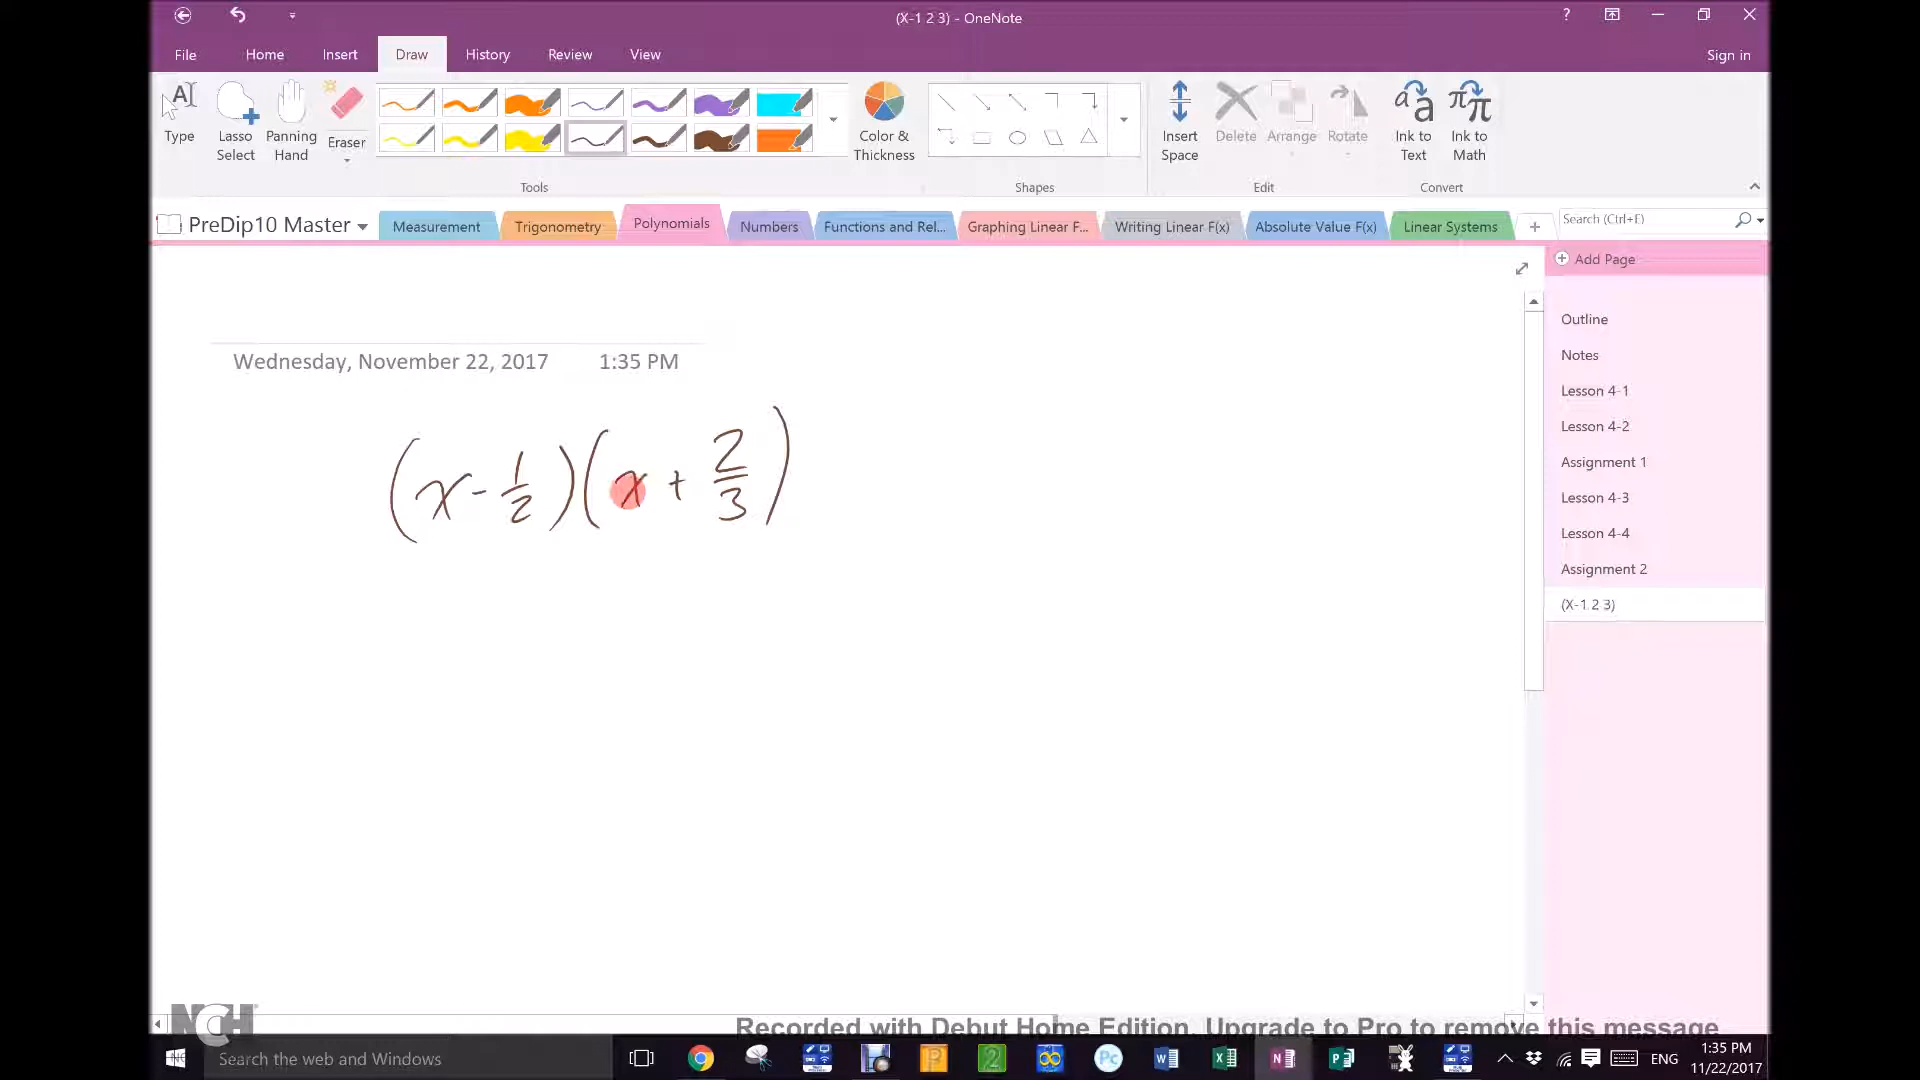 (X-1 2 3) - OneNote
?
File Home Insert Draw History Review View Sign in
Type
Lasso Select
Panning Hand
Eraser
Color & Thickness
Insert Space
Delete
Arrange
Rotate
Ink to Text
Ink to Math
Tools Shapes Edit Convert
PreDip10 Master
Measurement Trigonometry Polynomials Numbers Functions and Rel... Graphing Linear F... Writing Linear F(x) Absolute Value F(x) Linear Systems +
Search (Ctrl+E)
Add Page
Outline
Notes
Lesson 4-1
Lesson 4-2
Assignment 1
Lesson 4-3
Lesson 4-4
Assignment 2
(X-1 2 3)
Wednesday, November 22, 2017 1:35 PM
(x - 1/2)(x + 2/3)
NCH
Recorded with Debut Home Edition. Upgrade to Pro to remove this message
Search the web and Windows
ENG
1:35 PM
11/22/2017